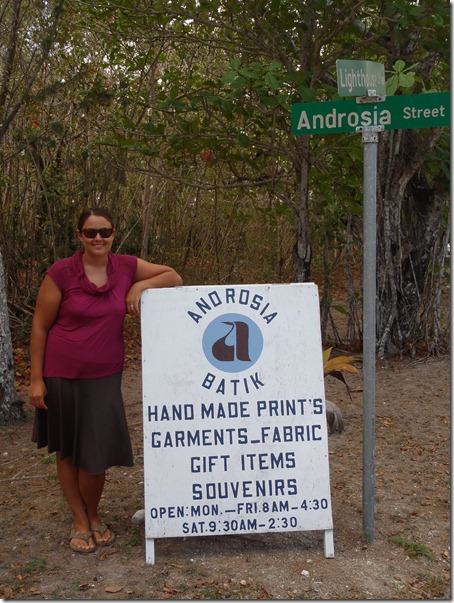 Lighthouse
Androsia Street
ANDROSIA
a
BATIK
HAND MADE PRINT'S
GARMENTS_FABRIC
GIFT ITEMS
SOUVENIRS
OPEN: MON.-FRI. 8AM-4:30
SAT. 9:30AM-2:30.